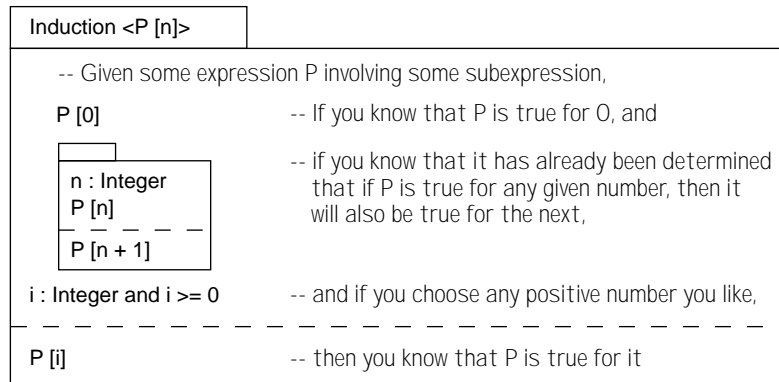 Induction <P [n]>
-- Given some expression P involving some subexpression,
P [0] -- If you know that P is true for 0, and
-- if you know that it has already been determined
n : Integer that if P is true for any given number, then it
P [n] will also be true for the next,
P [n + 1]
i : Integer and i >= 0 -- and if you choose any positive number you like,
P [i] -- then you know that P is true for it